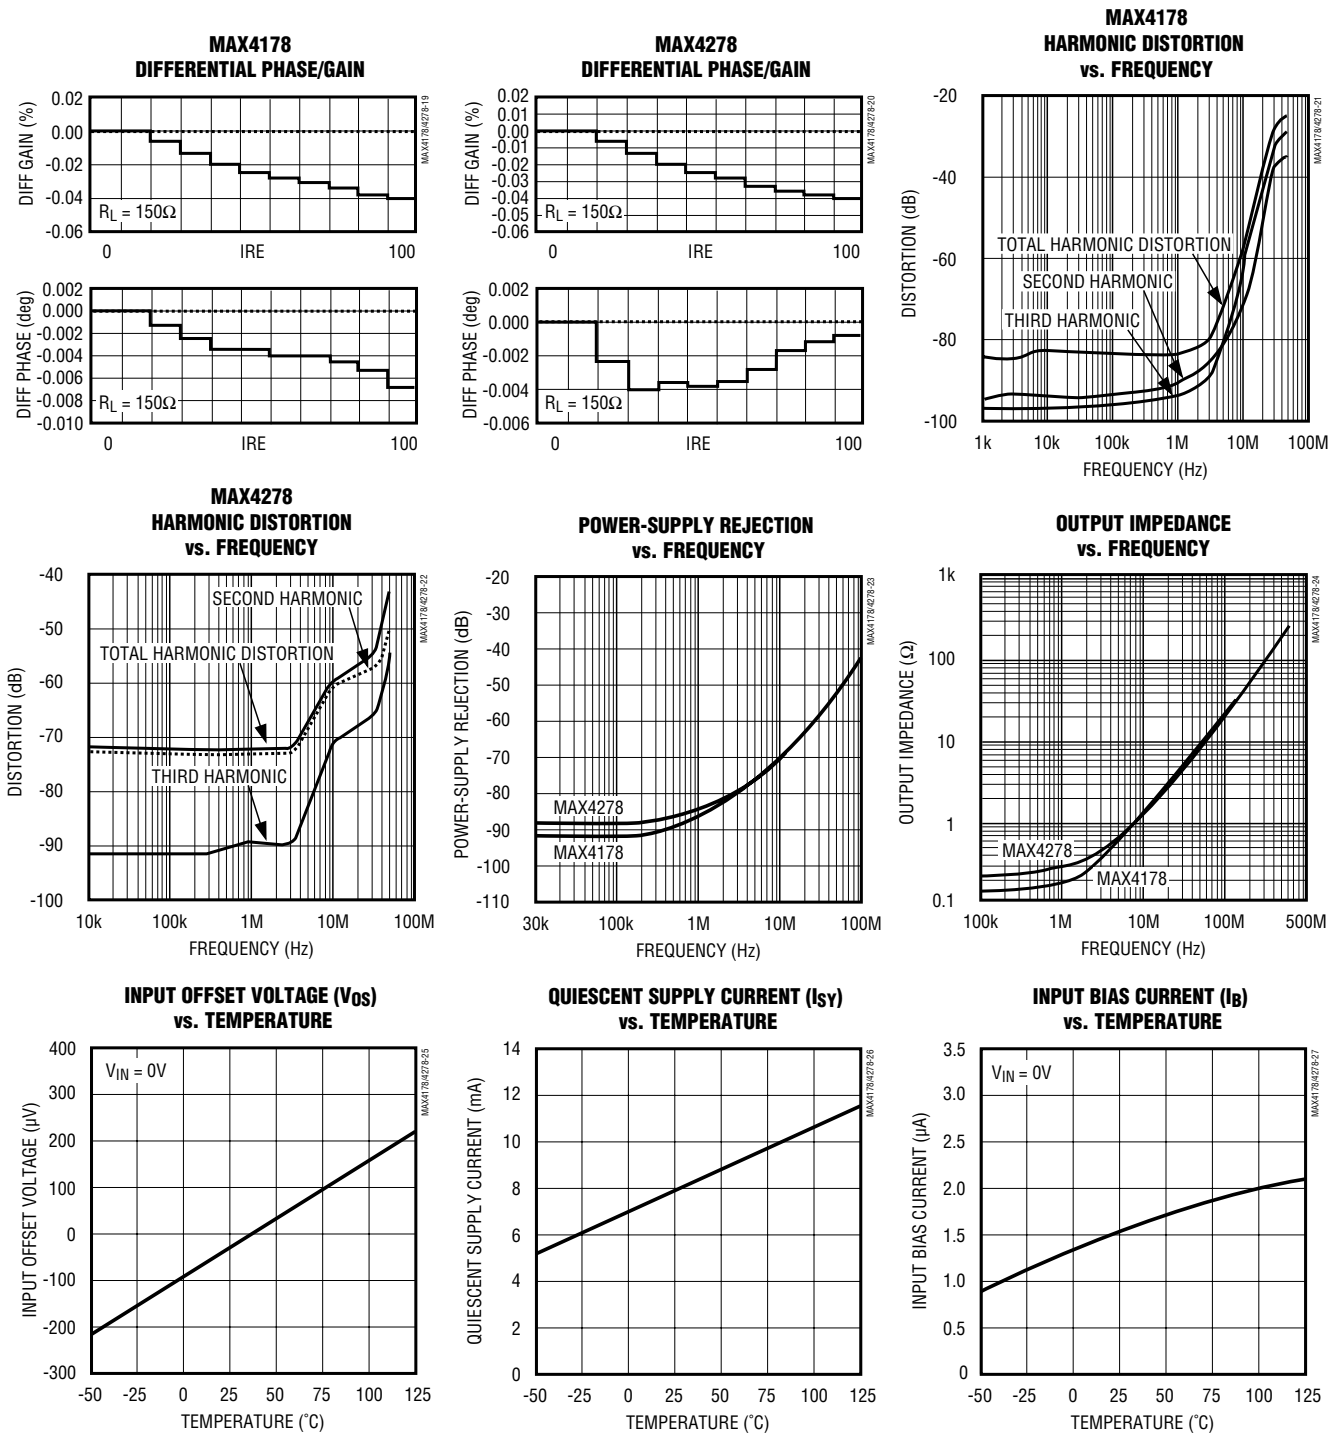 MAX4178
DIFFERENTIAL PHASE/GAIN
DIFF GAIN (%)
0.02
0.00
-0.02
-0.04
-0.06
RL = 150Ω
0 IRE 100
MAX4178/4278-19
DIFF PHASE (deg)
0.002
0.000
-0.002
-0.004
-0.006
-0.008
-0.010
RL = 150Ω
0 IRE 100
MAX4278
DIFFERENTIAL PHASE/GAIN
DIFF GAIN (%)
0.02
0.01
0.00
-0.01
-0.02
-0.03
-0.04
-0.05
-0.06
RL = 150Ω
0 IRE 100
MAX4178/4278-20
DIFF PHASE (deg)
0.002
0.000
-0.002
-0.004
-0.006
RL = 150Ω
0 IRE 100
MAX4178
HARMONIC DISTORTION
vs. FREQUENCY
DISTORTION (dB)
-20
-40
-60
-80
-100
TOTAL HARMONIC DISTORTION
SECOND HARMONIC
THIRD HARMONIC
1k 10k 100k 1M 10M 100M
FREQUENCY (Hz)
MAX4178/4278-21
MAX4278
HARMONIC DISTORTION
vs. FREQUENCY
DISTORTION (dB)
-40
-50
-60
-70
-80
-90
-100
SECOND HARMONIC
TOTAL HARMONIC DISTORTION
THIRD HARMONIC
10k 100k 1M 10M 100M
FREQUENCY (Hz)
MAX4178/4278-22
POWER-SUPPLY REJECTION
vs. FREQUENCY
POWER-SUPPLY REJECTION (dB)
-20
-30
-40
-50
-60
-70
-80
-90
-100
-110
MAX4278
MAX4178
30k 100k 1M 10M 100M
FREQUENCY (Hz)
MAX4178/4278-23
OUTPUT IMPEDANCE
vs. FREQUENCY
OUTPUT IMPEDANCE (Ω)
1k
100
10
1
0.1
MAX4278
MAX4178
100k 1M 10M 100M 500M
FREQUENCY (Hz)
MAX4178/4278-24
INPUT OFFSET VOLTAGE (VOS)
vs. TEMPERATURE
INPUT OFFSET VOLTAGE (µV)
400
300
200
100
0
-100
-200
-300
VIN = 0V
-50 -25 0 25 50 75 100 125
TEMPERATURE (°C)
MAX4178/4278-25
QUIESCENT SUPPLY CURRENT (ISY)
vs. TEMPERATURE
QUIESCENT SUPPLY CURRENT (mA)
14
12
10
8
6
4
2
0
-50 -25 0 25 50 75 100 125
TEMPERATURE (°C)
MAX4178/4278-26
INPUT BIAS CURRENT (IB)
vs. TEMPERATURE
INPUT BIAS CURRENT (µA)
3.5
3.0
2.5
2.0
1.5
1.0
0.5
0
VIN = 0V
-50 -25 0 25 50 75 100 125
TEMPERATURE (°C)
MAX4178/4278-27